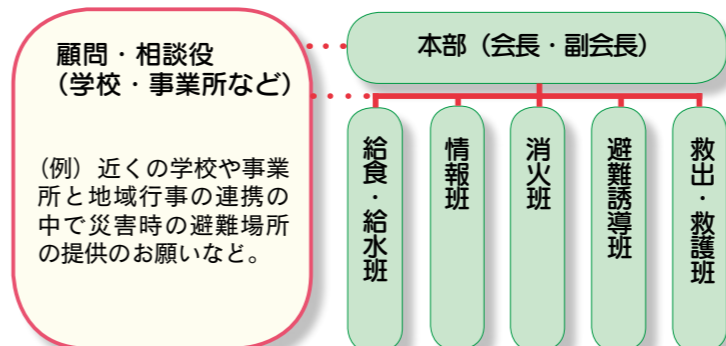 顧問・相談役
（学校・事業所など）
（例）近くの学校や事業
所と地域行事の連携の
中で災害時の避難場所
の提供のお願いなど。
本部（会長・副会長）
給食・給水班
情報班
消火班
避難誘導班
救出・救護班